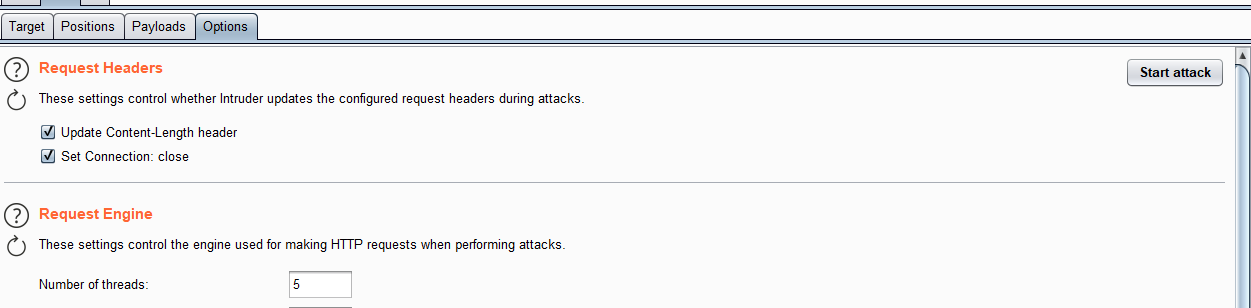 Target Positions Payloads Options
? Request Headers
Start attack
These settings control whether Intruder updates the configured request headers during attacks.
Update Content-Length header
Set Connection: close
? Request Engine
These settings control the engine used for making HTTP requests when performing attacks.
Number of threads: 5